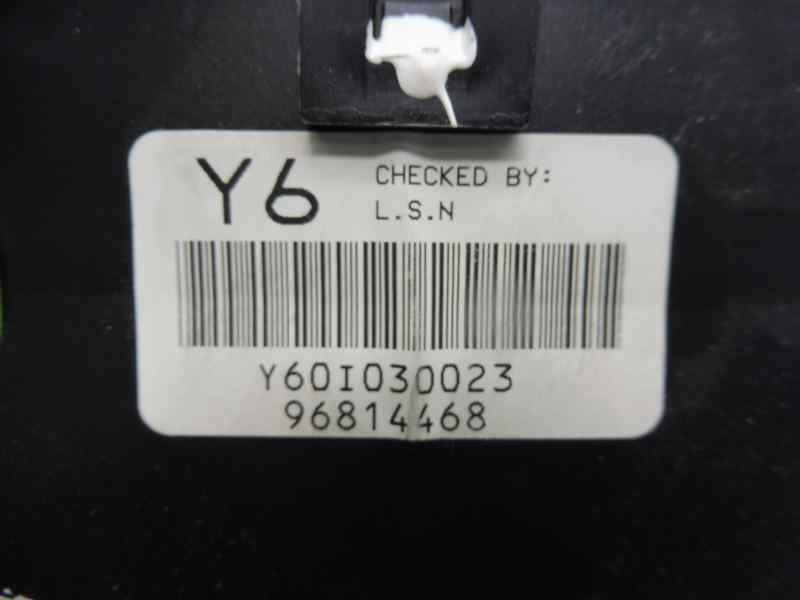 Y6 CHECKED BY:
L.S.N
Y60I030023
96814468